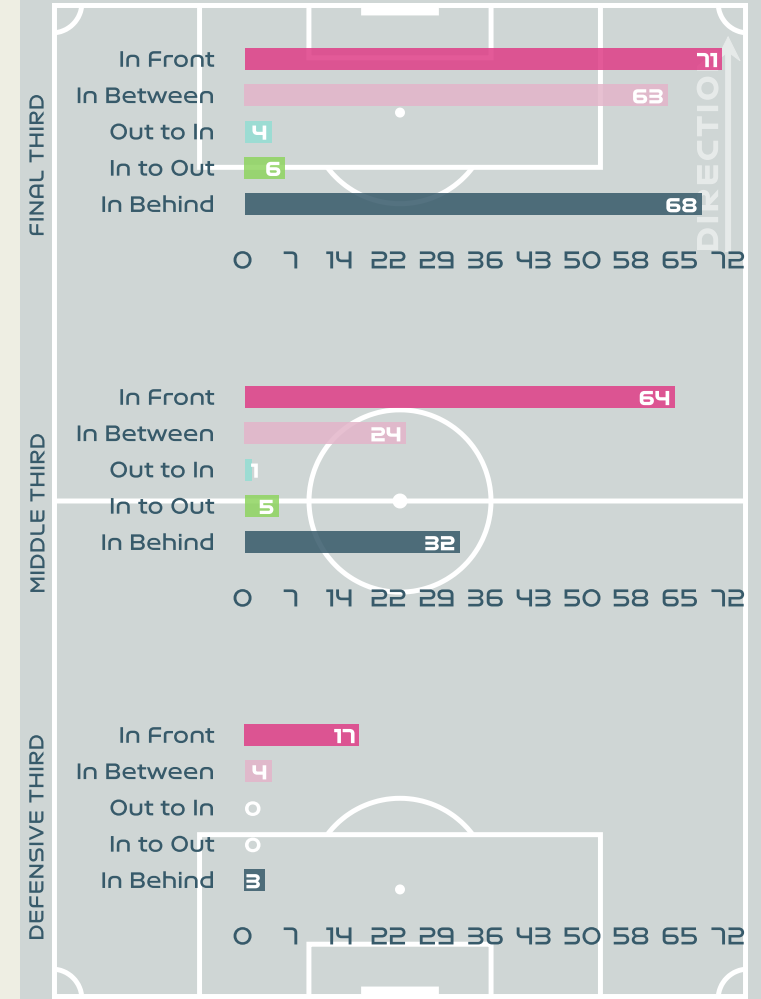 FINAL THIRD
In Front 71
In Between 63
Out to In 4
In to Out 6
In Behind 68
0 7 14 22 29 36 43 50 58 65 72
DIRECTIO
MIDDLE THIRD
In Front 64
In Between 24
Out to In 1
In to Out 5
In Behind 32
0 7 14 22 29 36 43 50 58 65 72
DEFENSIVE THIRD
In Front 17
In Between 4
Out to In 0
In to Out 0
In Behind 3
0 7 14 22 29 36 43 50 58 65 72